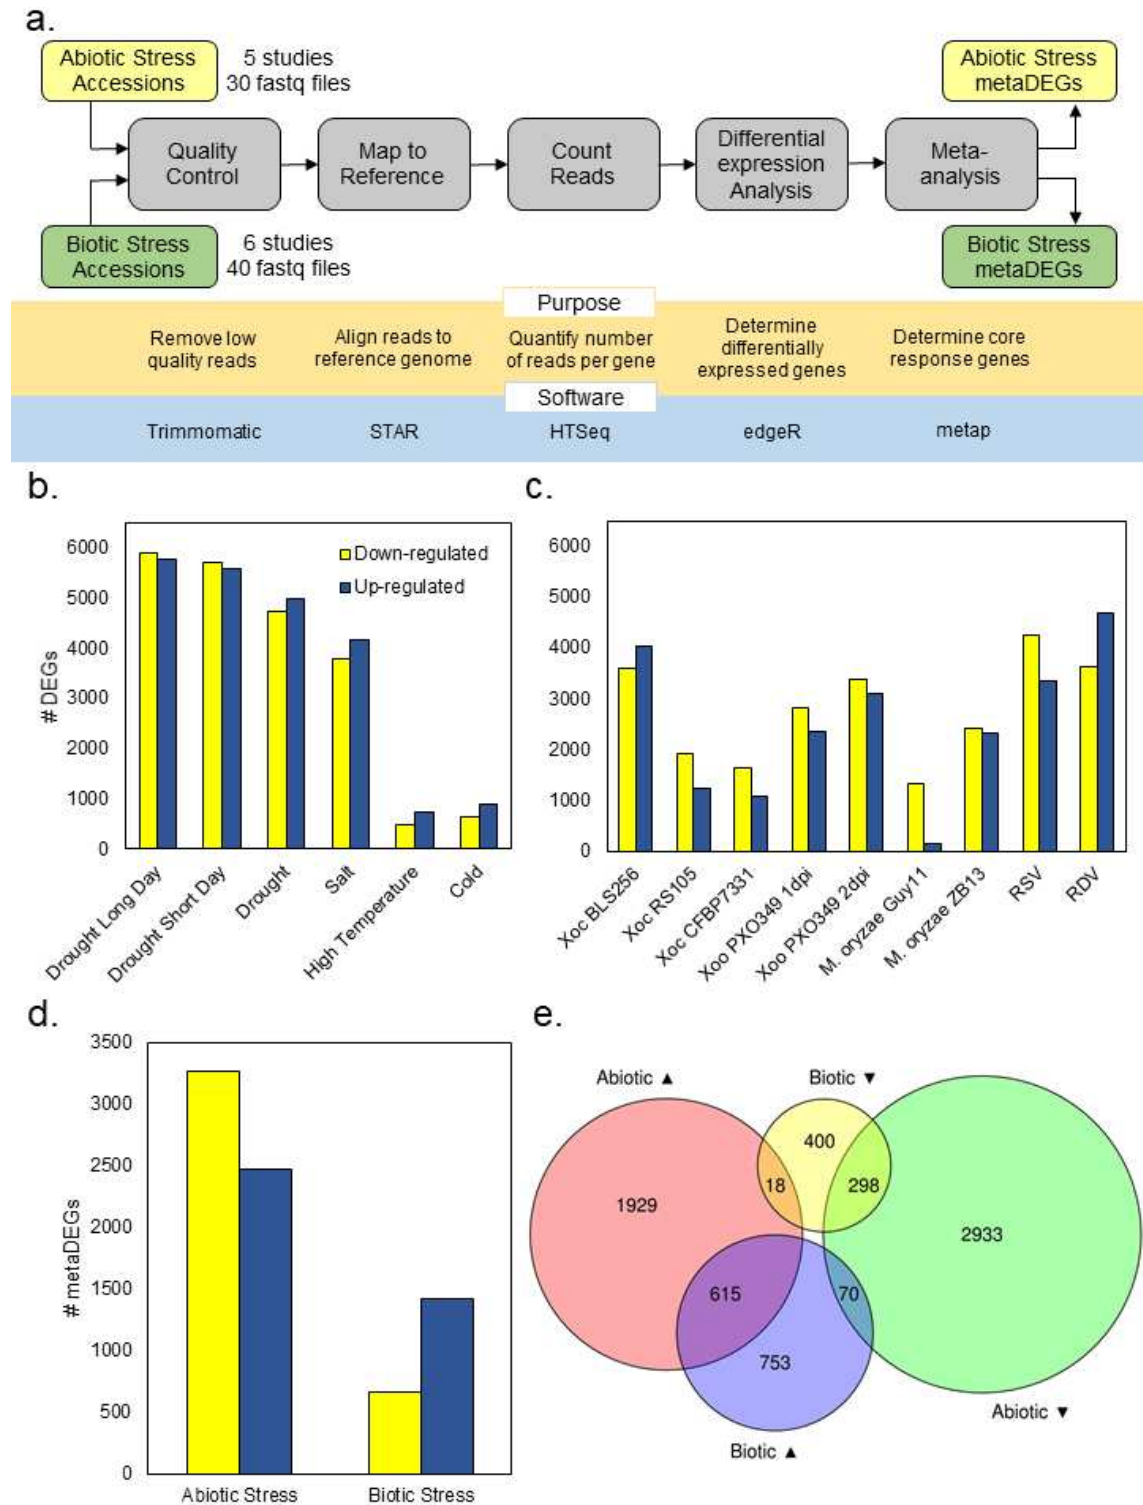 a.
Abiotic Stress
Accessions
5 studies
30 fastq files
Abiotic Stress
metaDEGs
Quality
Control
Map to
Reference
Count
Reads
Differential
expression
Analysis
Meta-
analysis
Biotic Stress
Accessions
6 studies
40 fastq files
Biotic Stress
metaDEGs
Purpose
Remove low
quality reads
Align reads to
reference genome
Quantify number
of reads per gene
Determine
differentially
expressed genes
Determine core
response genes
Software
Trimmomatic
STAR
HTSeq
edgeR
metap
b.
# DEGs
6000
5000
4000
3000
2000
1000
0
Down-regulated
Up-regulated
Drought Long Day
Drought Short Day
Drought
Salt
High Temperature
Cold
c.
6000
5000
4000
3000
2000
1000
0
Xoc BLS256
Xoc RS105
Xoc CFBP7331
Xoo PXO349 1dpi
Xoo PXO349 2dpi
M. oryzae Guy11
M. oryzae ZB13
RSV
RDV
d.
# metaDEGs
3500
3000
2500
2000
1500
1000
500
0
Abiotic Stress
Biotic Stress
e.
Abiotic ▲
Biotic ▼
400
18
298
1929
2933
615
70
753
Abiotic ▼
Biotic ▲